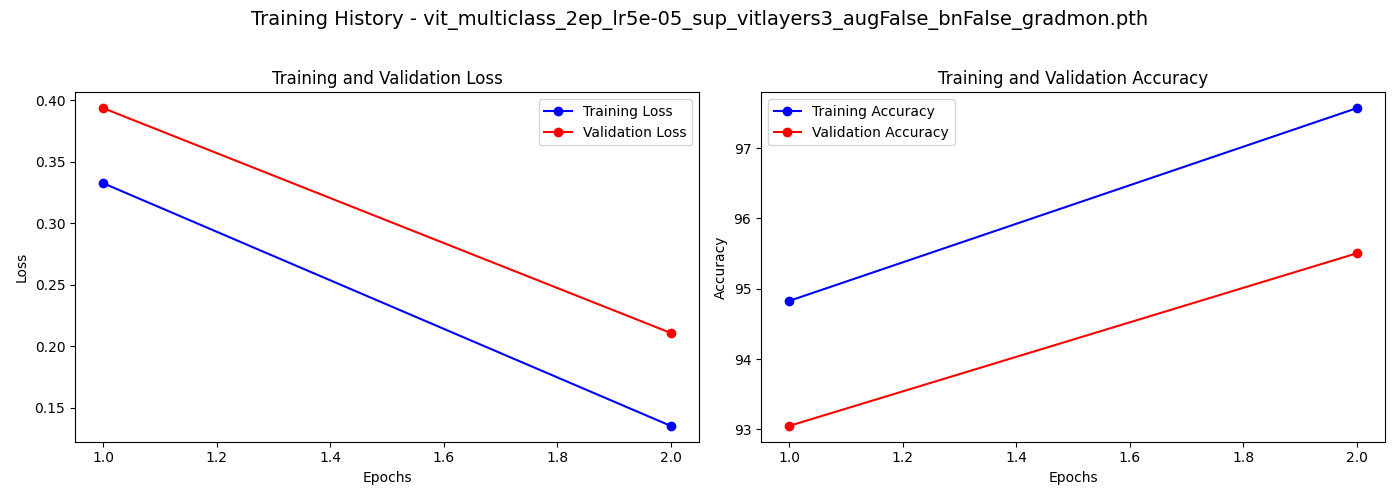 Training History - vit_multiclass_2ep_lr5e-05_sup_vitlayers3_augFalse_bnFalse_gradmon.pth
Training and Validation Loss
Training Loss
Validation Loss
Loss
0.40
0.35
0.30
0.25
0.20
0.15
1.0 1.2 1.4 1.6 1.8 2.0
Epochs
Training and Validation Accuracy
Training Accuracy
Validation Accuracy
Accuracy
97
96
95
94
93
1.0 1.2 1.4 1.6 1.8 2.0
Epochs